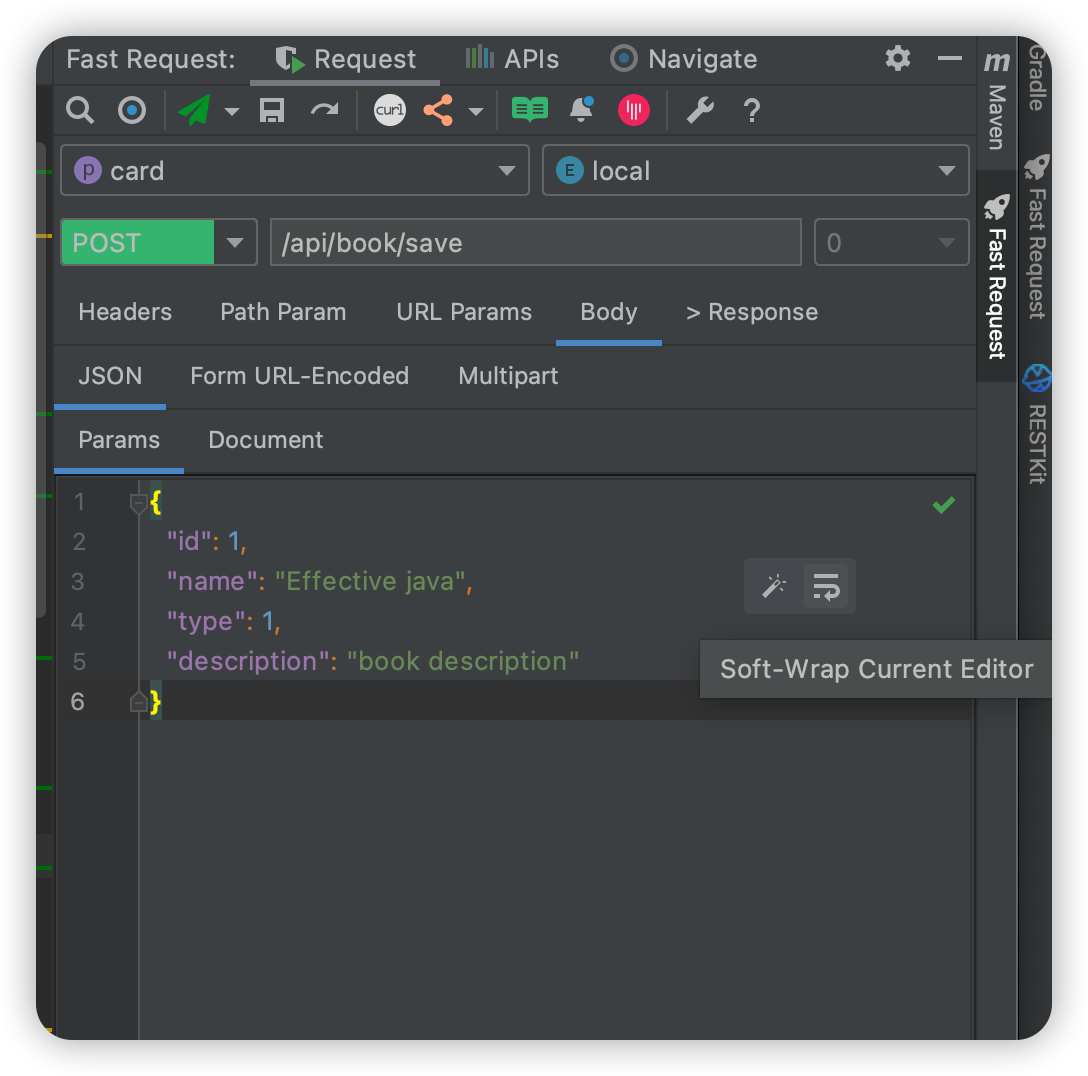 Fast Request: Request APIs Navigate
curl ?
p card E local
POST /api/book/save 0
Headers Path Param URL Params Body > Response
JSON Form URL-Encoded Multipart
Params Document
1 {
2 "id": 1,
3 "name": "Effective java",
4 "type": 1,
5 "description": "book description"
6 }
Soft-Wrap Current Editor
m Maven
Fast Request
Gradle
Fast Request
RESTKit